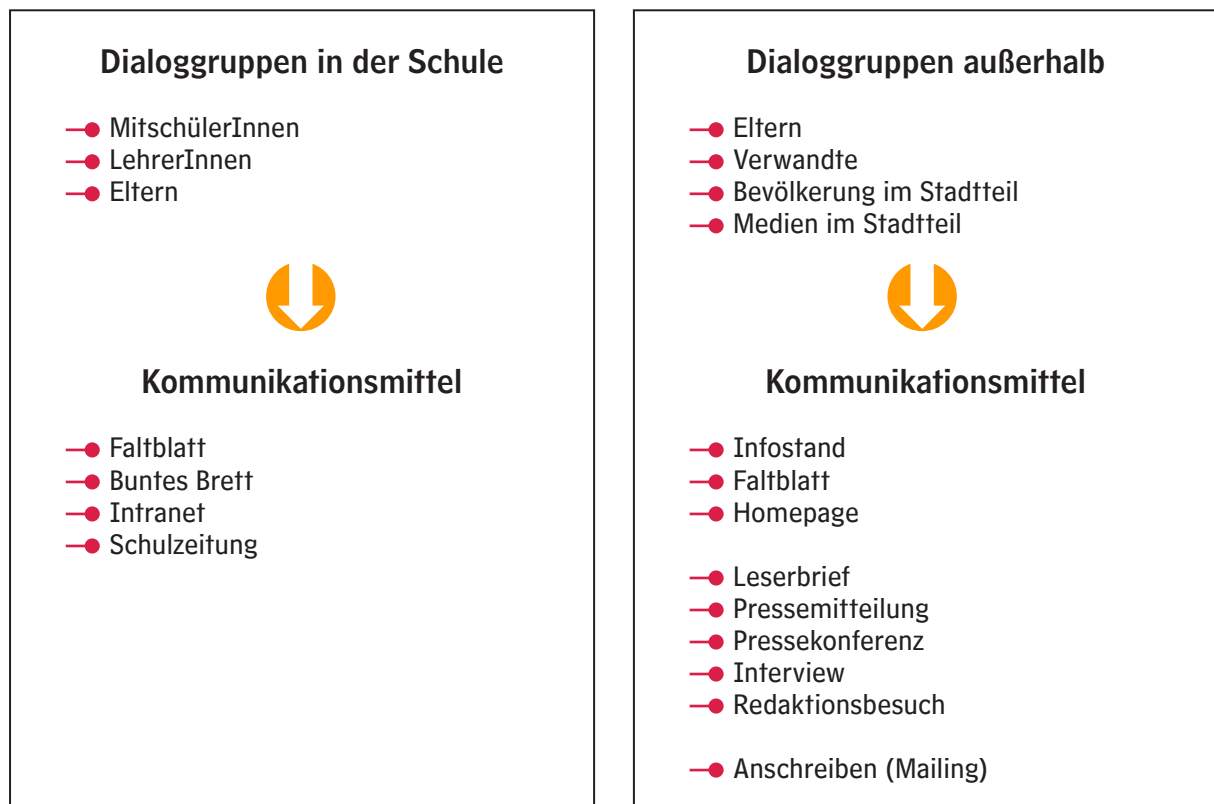 Dialoggruppen in der Schule
MitschülerInnen
LehrerInnen
Eltern
Kommunikationsmittel
Faltblatt
Buntes Brett
Intranet
Schulzeitung
Dialoggruppen außerhalb
Eltern
Verwandte
Bevölkerung im Stadtteil
Medien im Stadtteil
Kommunikationsmittel
Infostand
Faltblatt
Homepage
Leserbrief
Pressemitteilung
Pressekonferenz
Interview
Redaktionsbesuch
Anschreiben (Mailing)